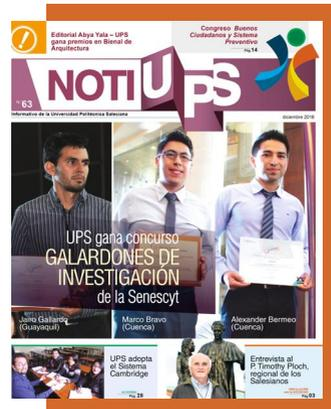 Editorial Abya Yala – UPS
gana premios en Bienal de
Arquitectura
Congreso Buenos
Ciudadanos y Sistema
Preventivo
Pág.14
NOTIUPS
N° 63
Informativo de la Universidad Politécnica Salesiana
diciembre 2016
UPS gana concurso
GALARDONES DE
INVESTIGACIÓN
de la Senescyt
Jairo Gallardo
(Guayaquil)
Marco Bravo
(Cuenca)
Alexander Bermeo
(Cuenca)
UPS adopta
el Sistema
Cambridge
Pág. 28
Entrevista al
P. Timothy Ploch,
regional de los
Salesianos
Pág.03